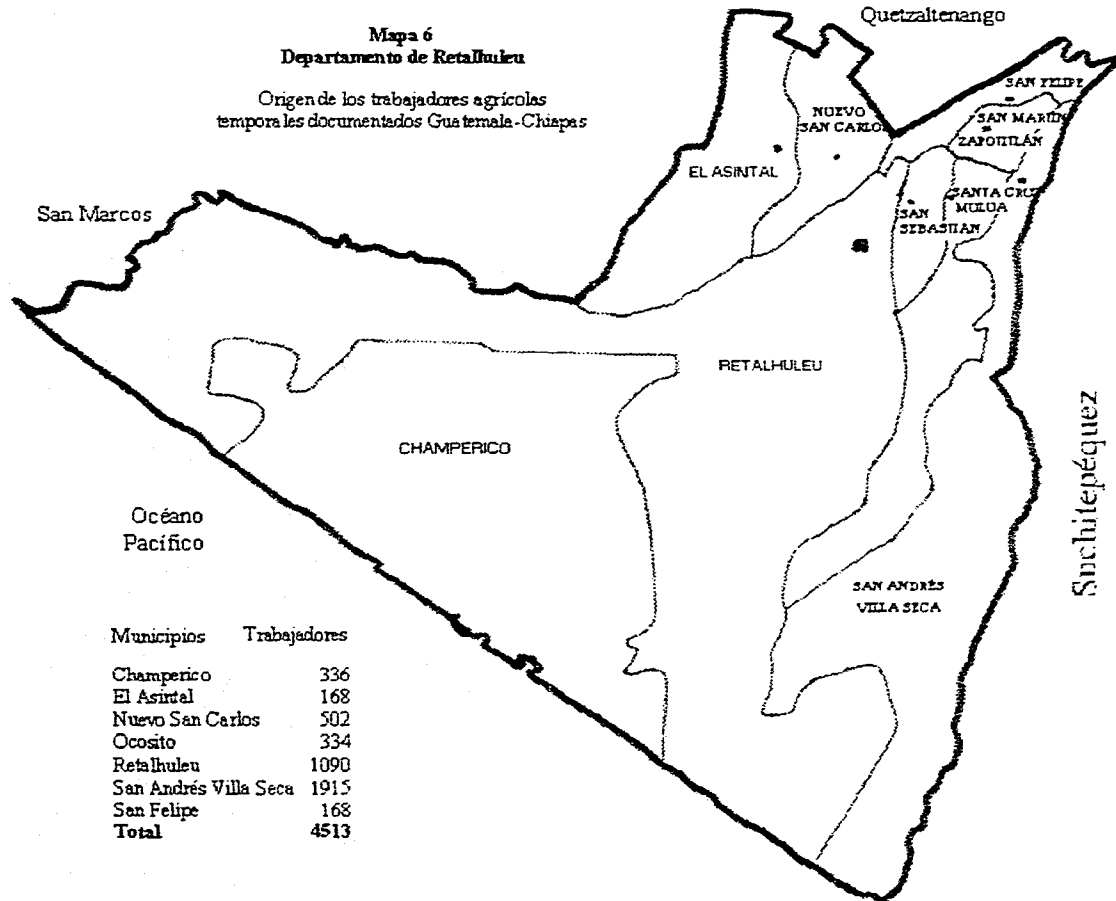 Mapa 6
Departamento de Retalhuleu
Origen de los trabajadores agrícolas
temporales documentados Guatemala-Chiapas
Quetzaltenango
San Marcos
SAN FELIPE
NUEVO
SAN CARLOS
SAN MARTÍN
ZAPOTITLÁN
EL ASINTAL
SANTA CRUZ
MULUA
SAN
SEBASTIAN
RETALHULEU
CHAMPERICO
Suchitepéquez
Océano
Pacífico
SAN ANDRÉS
VILLA SECA
Municipios Trabajadores
Champerico 336
El Asintal 168
Nuevo San Carlos 502
Ocosito 334
Retalhuleu 1090
San Andrés Villa Seca 1915
San Felipe 168
Total 4513